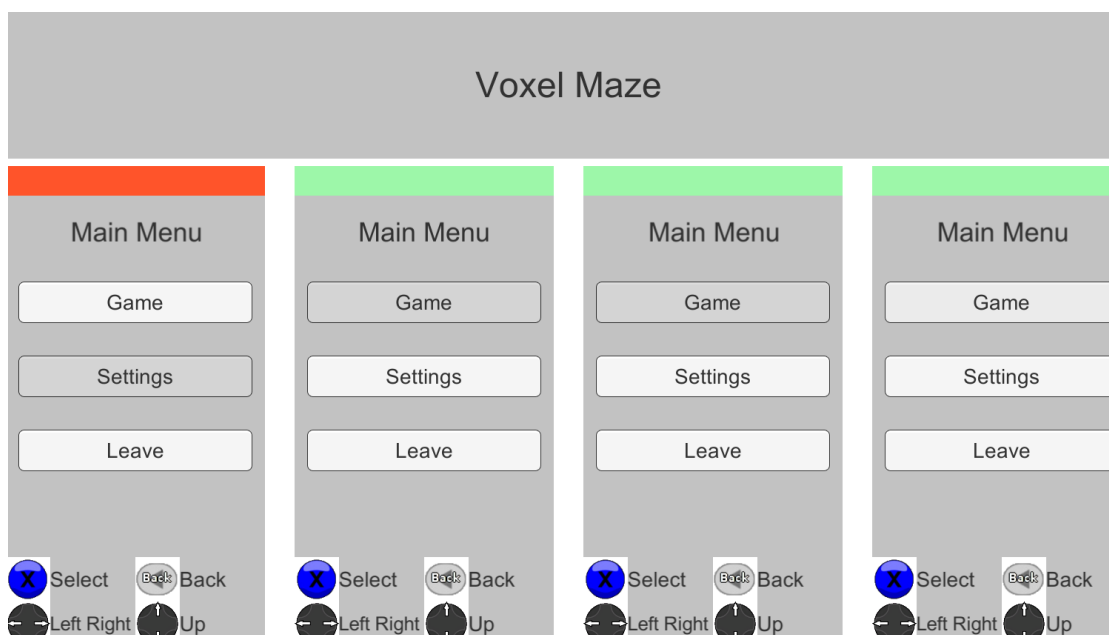 Voxel Maze
Main Menu Main Menu Main Menu Main Menu
Game Game Game Game
Settings Settings Settings Settings
Leave Leave Leave Leave
X Select Back Back X Select Back Back X Select Back Back X Select Back Back
Left Right Up Left Right Up Left Right Up Left Right Up